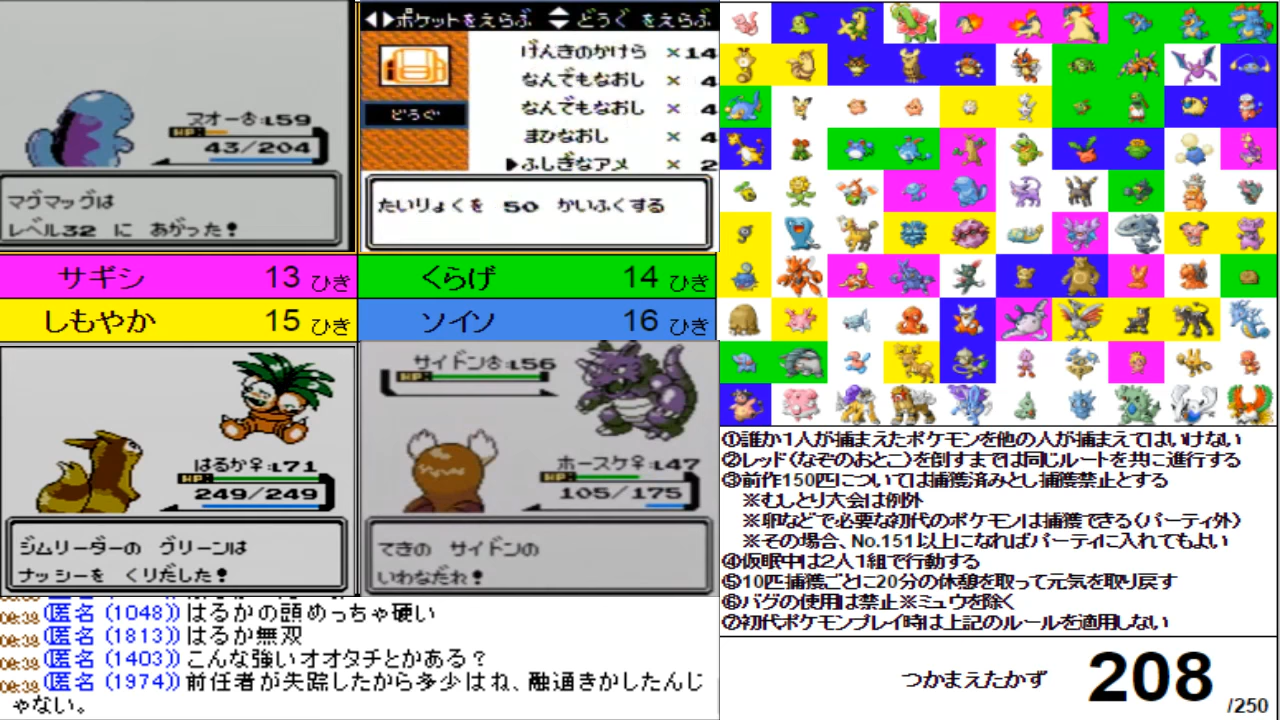 ヌオー♂:L59
HP
43/204
マグマッグは
レベル32 に あがった!
ポケットをえらぶ どうぐ をえらぶ
げんきのかけら ×14
なんでもなおし × 4
なんでもなおし × 4
まひなおし × 4
▶ふしぎなアメ × 2
どうぐ
たいりょくを 50 かいふくする
サギシ 13 ひき
くらげ 14 ひき
しもやか 15 ひき
ソイソ 16 ひき
はるか♀:L71
HP
249/249
ジムリーダーの グリーンは
ナッシーを くりだした!
サイドン♂:L56
HP
ホースケ♀:L47
HP
105/175
てきの サイドンの
いわなだれ!
08:39 (匿名 (1048)) はるかの頭めっちゃ硬い
08:39 (匿名 (1813)) はるか無双
08:39 (匿名 (1403)) こんな強いオオタチとかある?
08:39 (匿名 (1974)) 前任者が失踪したから多少はね、融通きかしたんじ
ゃない。
①誰か1人が捕まえたポケモンを他の人が捕まえてはいけない
②レッド(なぞのおとこ)を倒すまでは同じルートを共に進行する
③前作150匹については捕獲済みとし捕獲禁止とする
※むしとり大会は例外
※卵などで必要な初代のポケモンは捕獲できる(パーティ外)
※その場合、No.151以上になればパーティに入れてもよい
④仮眠中は2人1組で行動する
⑤10匹捕獲ごとに20分の休憩を取って元気を取り戻す
⑥バグの使用は禁止※ミュウを除く
⑦初代ポケモンプレイ時は上記のルールを適用しない
つかまえたかず 208 /250